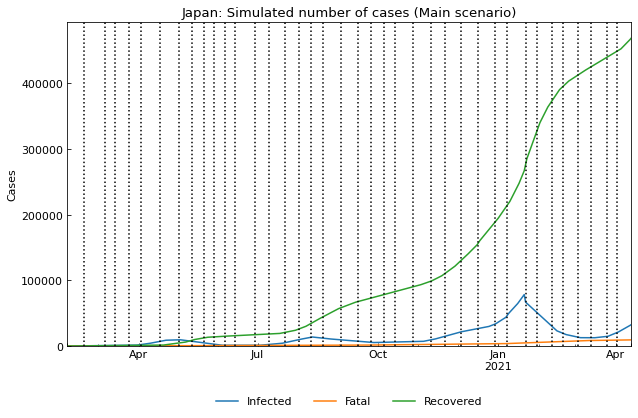 Japan: Simulated number of cases (Main scenario)
Cases
400000
300000
200000
100000
0
Apr Jul Oct Jan Apr
2021
Infected Fatal Recovered